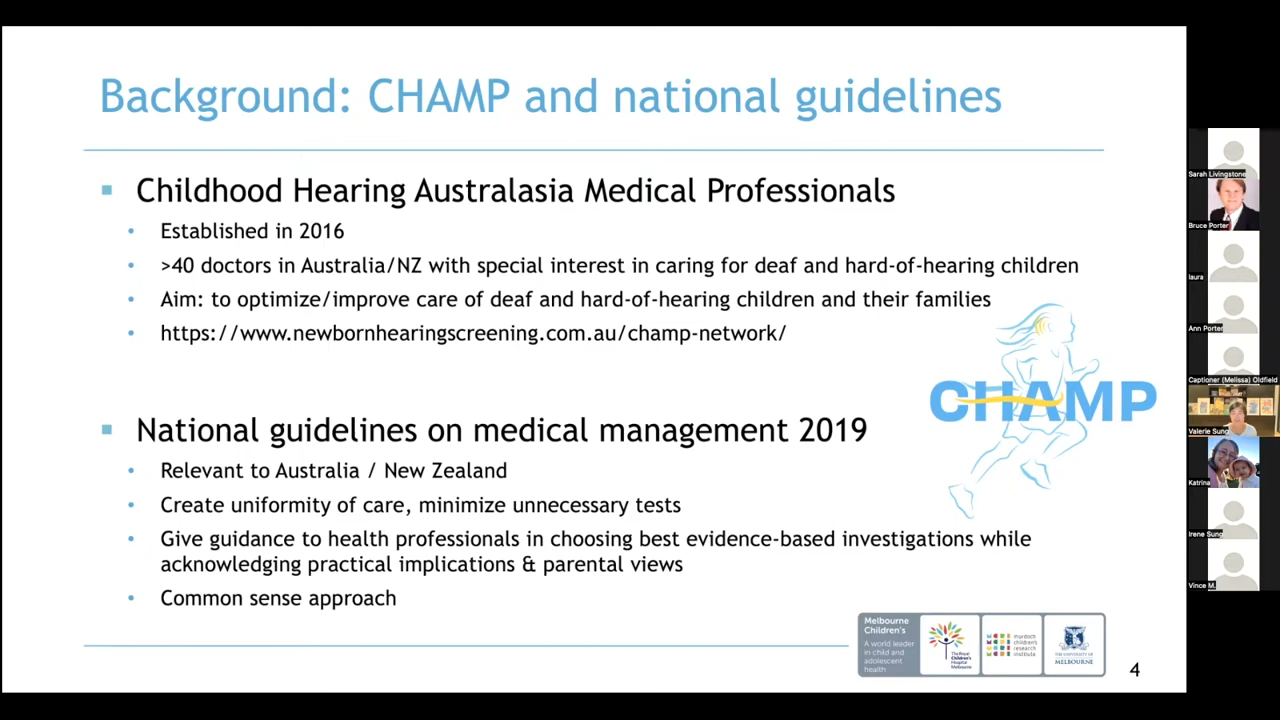 Background: CHAMP and national guidelines
Childhood Hearing Australasia Medical Professionals
Established in 2016
>40 doctors in Australia/NZ with special interest in caring for deaf and hard-of-hearing children
Aim: to optimize/improve care of deaf and hard-of-hearing children and their families
https://www.newbornhearingscreening.com.au/champ-network/
CHAMP
National guidelines on medical management 2019
Relevant to Australia / New Zealand
Create uniformity of care, minimize unnecessary tests
Give guidance to health professionals in choosing best evidence-based investigations while
acknowledging practical implications & parental views
Common sense approach
Melbourne
Children's
A world leader
in child and
adolescent
health
The Royal
Children's
Hospital
Melbourne
murdoch
children's
research
institute
THE UNIVERSITY OF
MELBOURNE
4
Sarah Livingstone
Bruce Porter
laura
Ann Porter
Captioner (Melissa) Oldfield
Valerie Sung
Katrina
Irene Sung
Vince M.